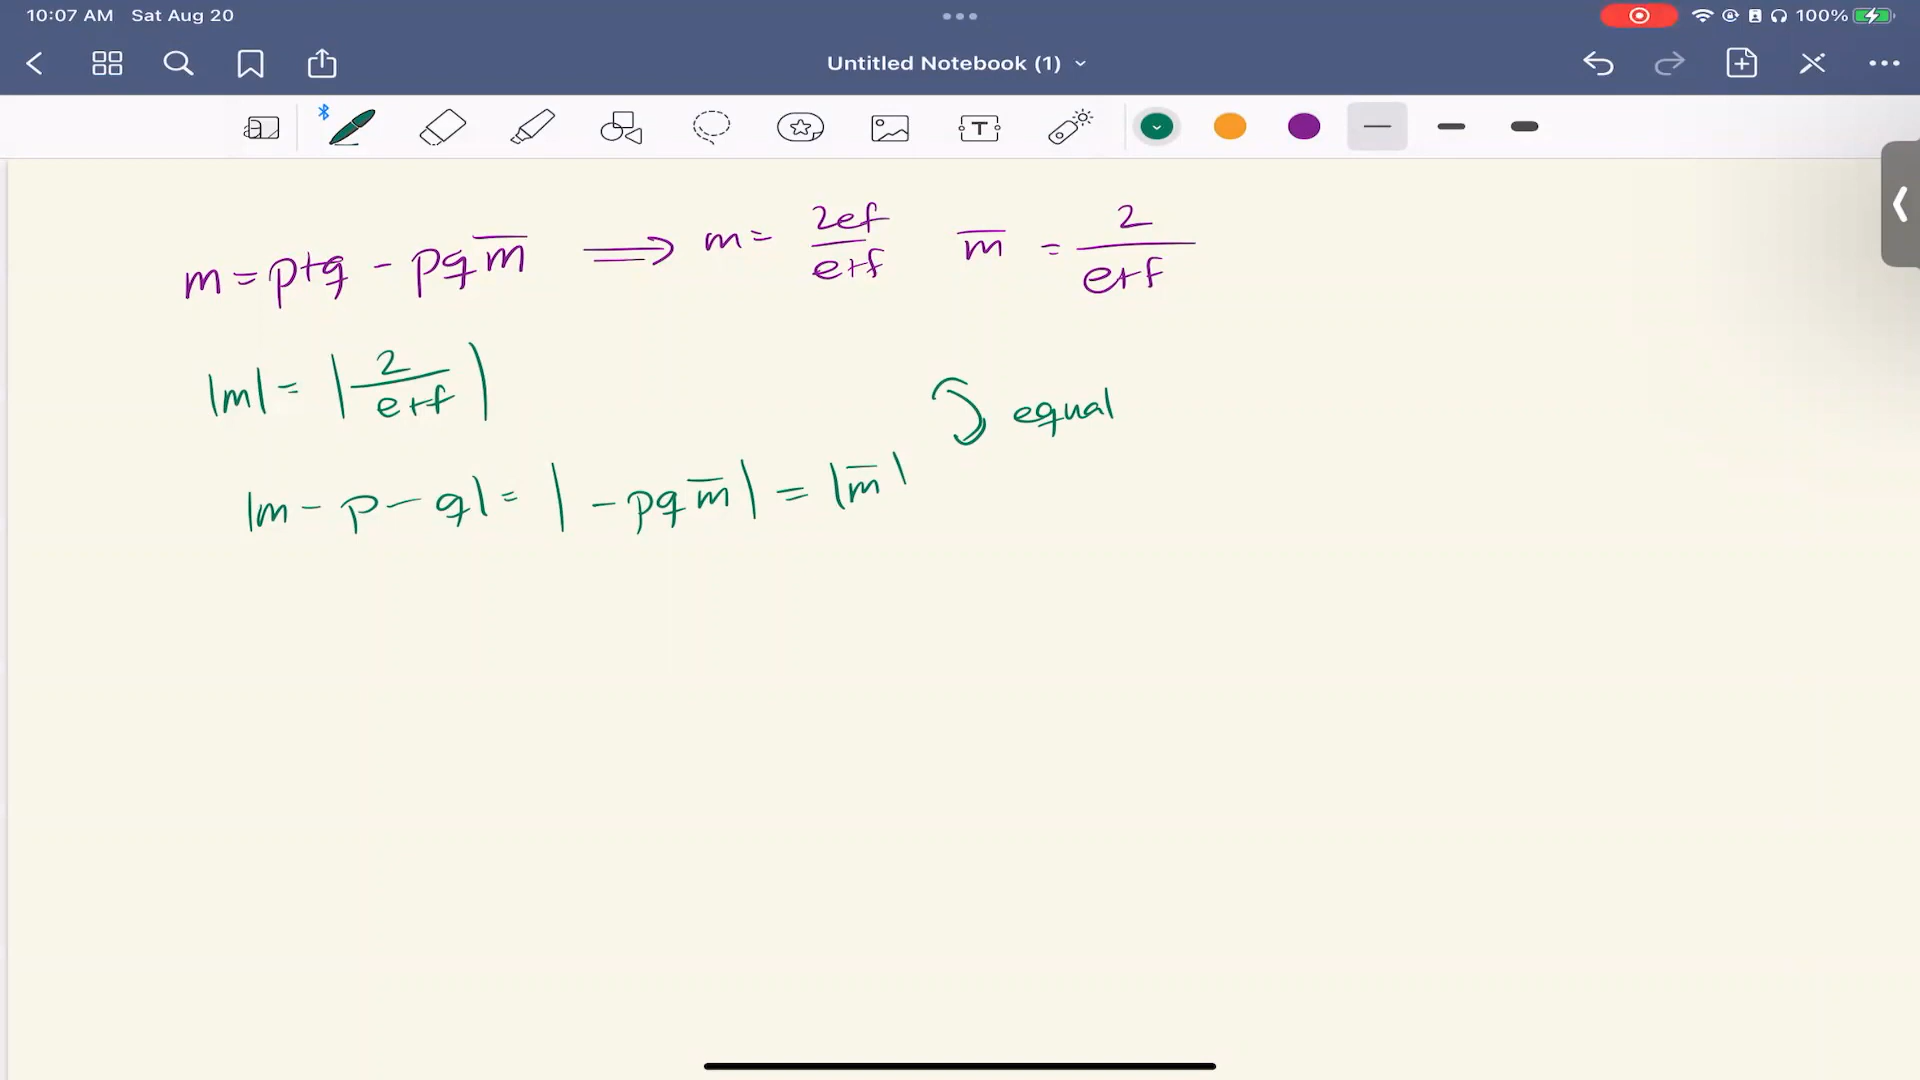 10:07 AM Sat Aug 20
100%
Untitled Notebook (1)
m = p+q - pq m̅ ⟹ m = 2ef/e+f m̅ = 2/e+f
|m| = |2/e+f|
equal
|m - p - q| = |- pq m̅| = |m̅|